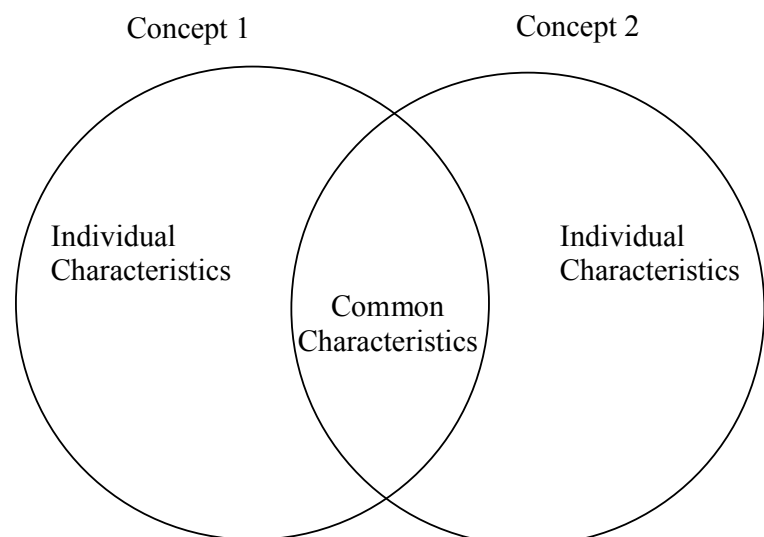 Concept 1
Concept 2
Individual
Characteristics
Common
Characteristics
Individual
Characteristics